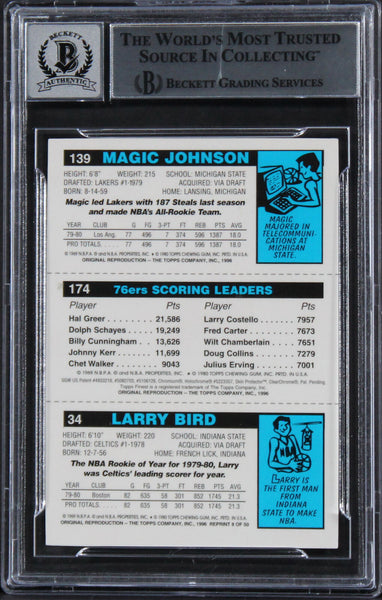 BECKETT
AUTHENTIC
THE WORLD'S MOST TRUSTED
SOURCE IN COLLECTING™
BECKETT GRADING SERVICES
139 MAGIC JOHNSON
HEIGHT: 6'8" WEIGHT: 215 SCHOOL: MICHIGAN STATE
DRAFTED: LAKERS #1-1979 ACQUIRED: VIA DRAFT
BORN: 8-14-59 HOME: LANSING, MICHIGAN
Magic led Lakers with 187 Steals last season
and made NBA's All-Rookie Team.
YEAR CLUB G FG 3-PT FT REB PTS AVG
79-80 Los Ang. 77 496 7 374 596 1387 18.0
PRO TOTALS 77 496 7 374 596 1387 18.0
ORIGINAL REPRODUCTION - THE TOPPS COMPANY, INC., 1996
MAGIC
MAJORED IN
TELECOMMU-
NICATIONS AT
MICHIGAN
STATE.
174 76ers SCORING LEADERS
Player Pts Player Pts
Hal Greer 21,586 Larry Costello 7957
Dolph Schayes 19,249 Fred Carter 7673
Billy Cunningham 13,626 Wilt Chamberlain 7651
Johnny Kerr 11,699 Doug Collins 7279
Chet Walker 9043 Julius Erving 7001
ORIGINAL REPRODUCTION - THE TOPPS COMPANY, INC., 1996
34 LARRY BIRD
HEIGHT: 6'10" WEIGHT: 220 SCHOOL: INDIANA STATE
DRAFTED: CELTICS #1-1978 ACQUIRED: VIA DRAFT
BORN: 12-7-56 HOME: FRENCH LICK, INDIANA
The NBA Rookie of Year for 1979-80, Larry
was Celtics' leading scorer for year.
YEAR CLUB G FG 3-PT FT REB PTS AVG
79-80 Boston 82 635 58 301 852 1745 21.3
PRO TOTALS 82 635 58 301 852 1745 21.3
ORIGINAL REPRODUCTION - THE TOPPS COMPANY, INC., 1996 REPRINT 9 OF 50
LARRY IS
THE FIRST MAN
FROM
INDIANA
STATE TO MAKE
NBA.